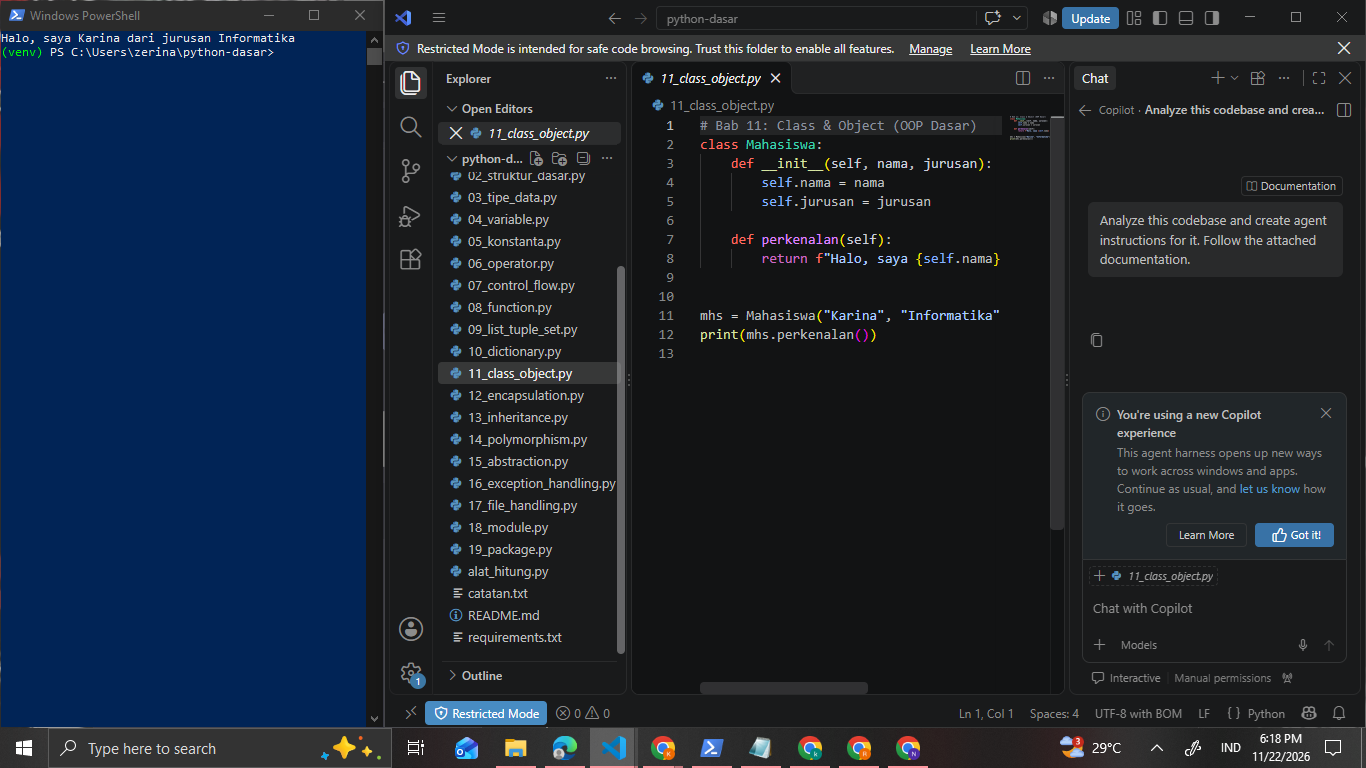 Windows PowerShell
Halo, saya Karina dari jurusan Informatika
(venv) PS C:\Users\zerina\python-dasar>
python-dasar
Update
Restricted Mode is intended for safe code browsing. Trust this folder to enable all features. Manage Learn More
Explorer
Open Editors
11_class_object.py
python-d...
02_struktur_dasar.py
03_tipe_data.py
04_variable.py
05_konstanta.py
06_operator.py
07_control_flow.py
08_function.py
09_list_tuple_set.py
10_dictionary.py
11_class_object.py
12_encapsulation.py
13_inheritance.py
14_polymorphism.py
15_abstraction.py
16_exception_handling.py
17_file_handling.py
18_module.py
19_package.py
alat_hitung.py
catatan.txt
README.md
requirements.txt
Outline
1
11_class_object.py
11_class_object.py
1 # Bab 11: Class & Object (OOP Dasar)
2 class Mahasiswa:
3 def __init__(self, nama, jurusan):
4 self.nama = nama
5 self.jurusan = jurusan
6
7 def perkenalan(self):
8 return f"Halo, saya {self.nama}
9
10
11 mhs = Mahasiswa("Karina", "Informatika"
12 print(mhs.perkenalan())
13
Chat
Copilot · Analyze this codebase and crea...
Documentation
Analyze this codebase and create agent
instructions for it. Follow the attached
documentation.
You're using a new Copilot
experience
This agent harness opens up new ways
to work across windows and apps.
Continue as usual, and let us know how
it goes.
Learn More
Got it!
11_class_object.py
Chat with Copilot
Models
Interactive
Manual permissions
Restricted Mode
0 0
Ln 1, Col 1
Spaces: 4
UTF-8 with BOM
LF
{ } Python
Type here to search
3
29°C
IND
6:18 PM
11/22/2026